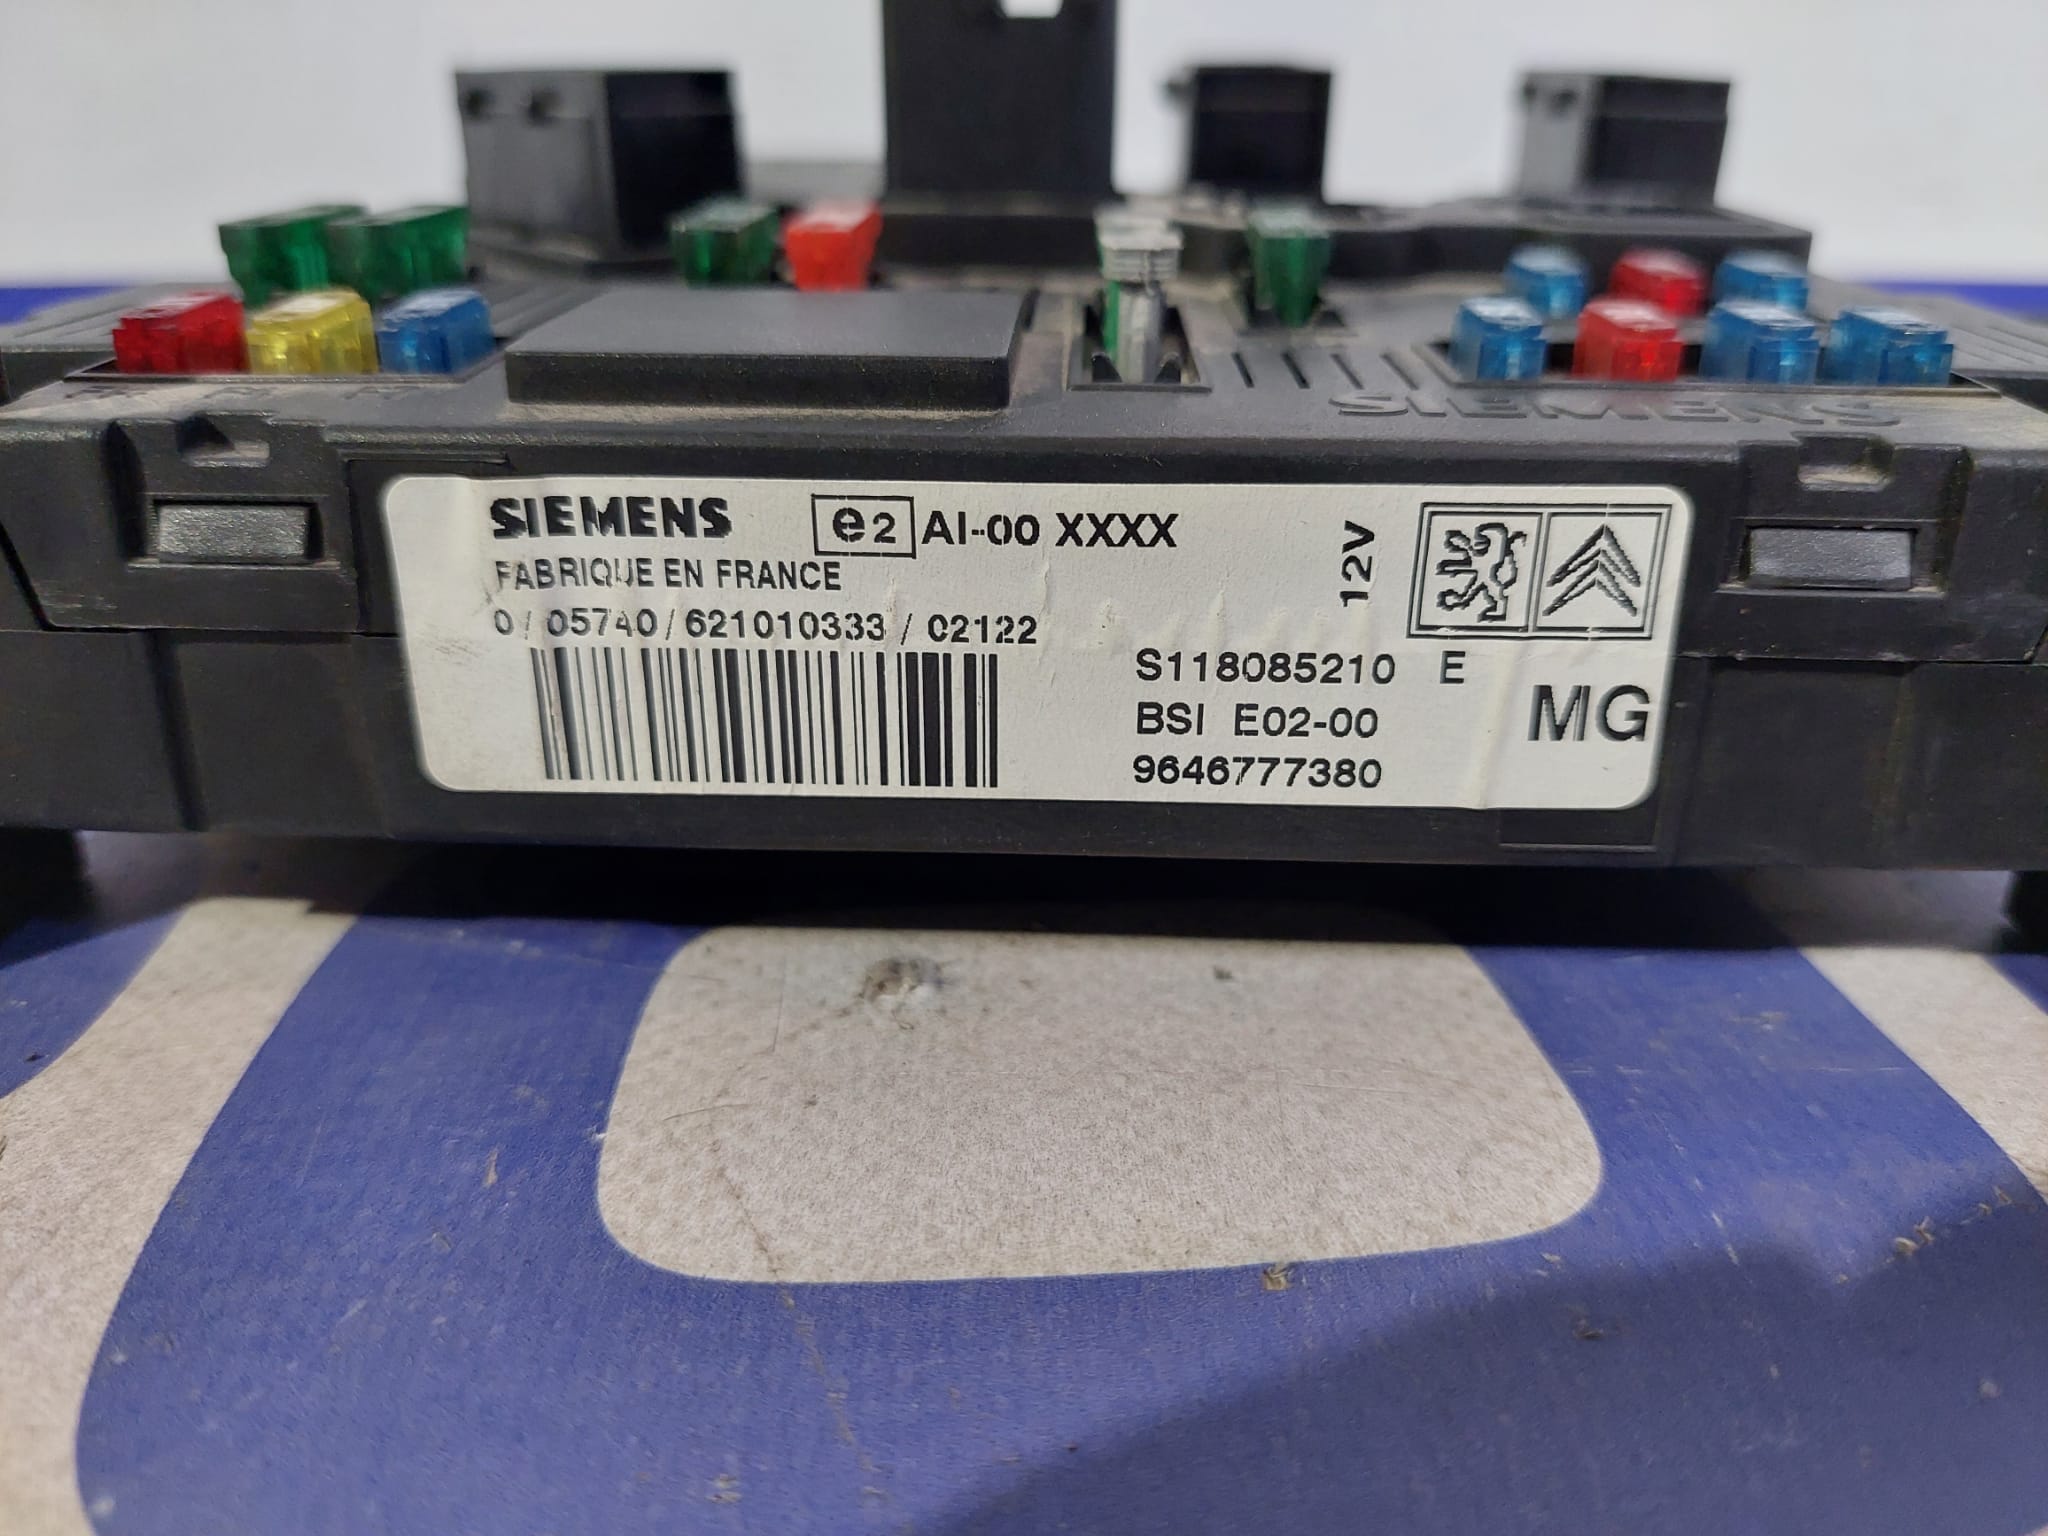 SIEMENS
SIEMENS e2 AI-00 XXXX
FABRIQUE EN FRANCE
0/05740/621010333/02122
12V
S118085210 E
BSI E02-00
9646777380
MG